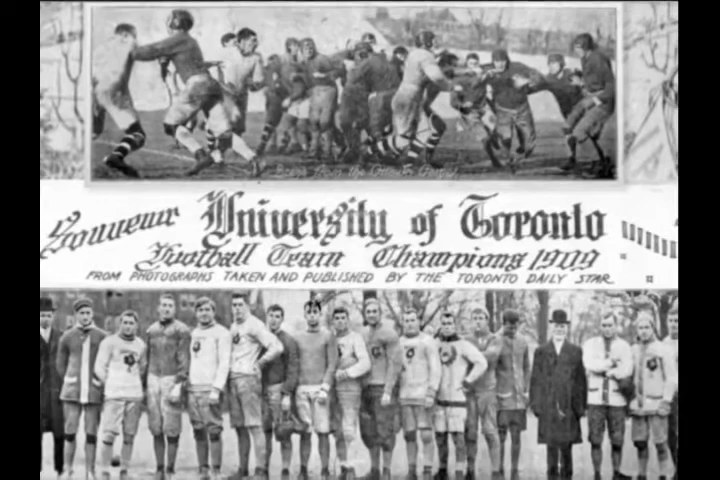 Souvenir University of Toronto
Football Team Champions 1909
FROM PHOTOGRAPHS TAKEN AND PUBLISHED BY THE TORONTO DAILY STAR